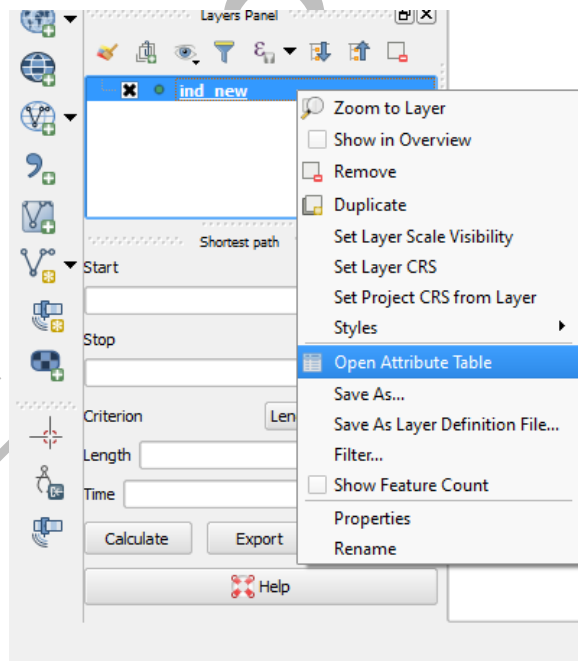 Layers Panel
ind_new
Zoom to Layer
Show in Overview
Remove
Duplicate
Set Layer Scale Visibility
Set Layer CRS
Set Project CRS from Layer
Styles
Open Attribute Table
Save As...
Save As Layer Definition File...
Filter...
Show Feature Count
Properties
Rename
Shortest path
Start
Stop
Criterion
Len
Length
Time
Calculate
Export
Help